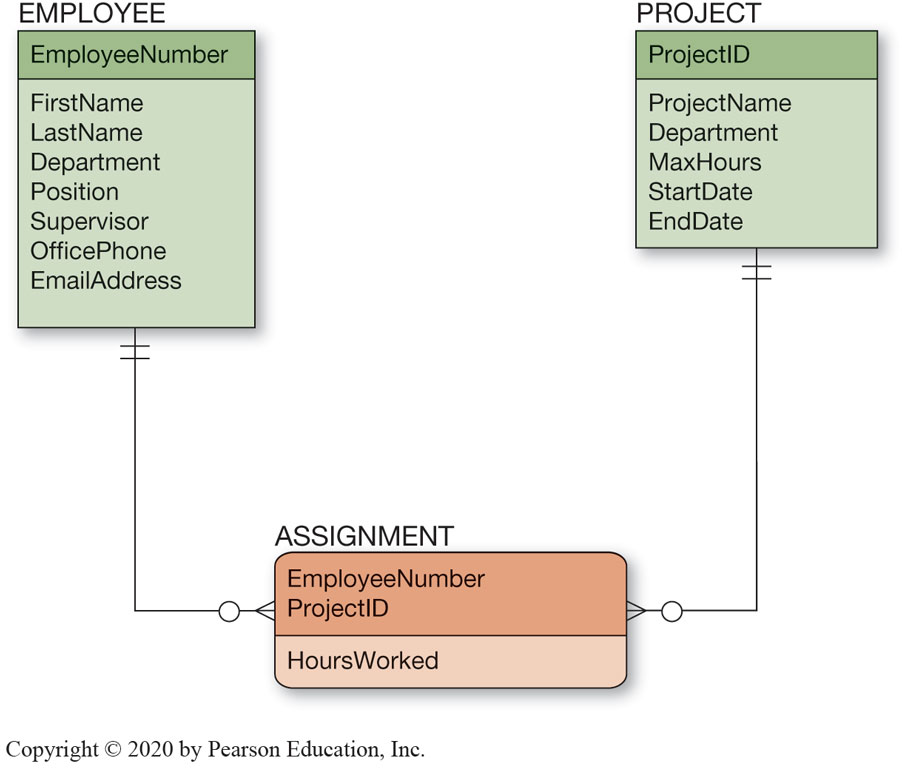 EMPLOYEE
EmployeeNumber
FirstName
LastName
Department
Position
Supervisor
OfficePhone
EmailAddress
PROJECT
ProjectID
ProjectName
Department
MaxHours
StartDate
EndDate
ASSIGNMENT
EmployeeNumber
ProjectID
HoursWorked
Copyright © 2020 by Pearson Education, Inc.